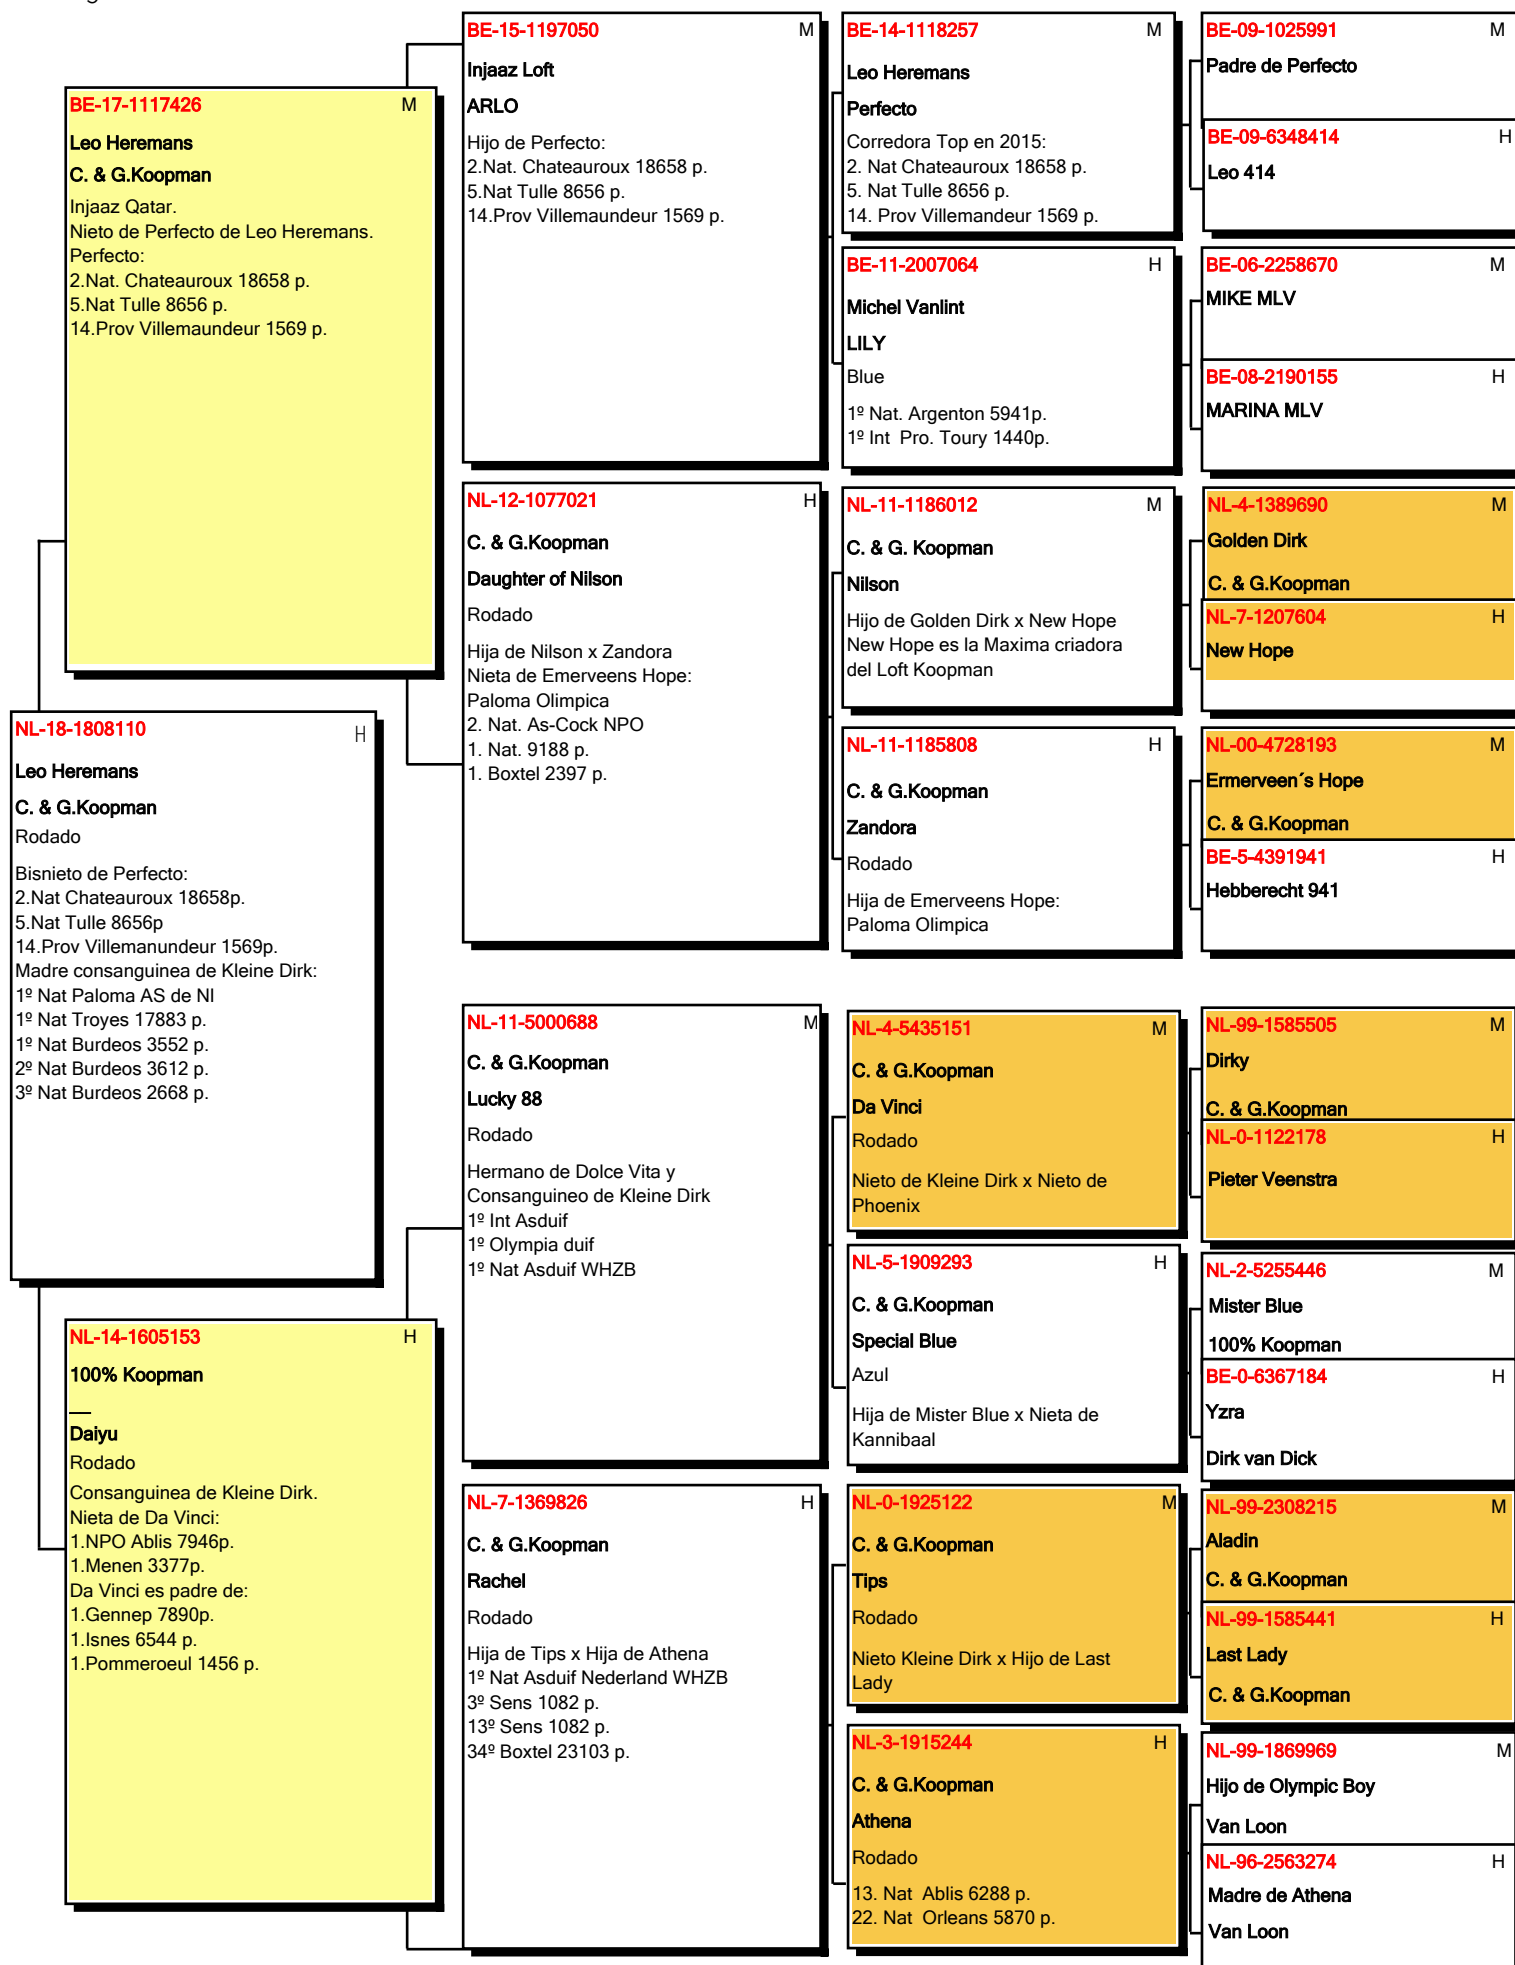 BE-17-1117426 M
Leo Heremans
C. & G.Koopman
Injaaz Qatar.
Nieto de Perfecto de Leo Heremans.
Perfecto:
2.Nat. Chateauroux 18658 p.
5.Nat Tulle 8656 p.
14.Prov Villemaundeur 1569 p.
NL-18-1808110 H
Leo Heremans
C. & G.Koopman
Rodado
Bisnieto de Perfecto:
2.Nat Chateauroux 18658p.
5.Nat Tulle 8656p
14.Prov Villemanundeur 1569p.
Madre consanguinea de Kleine Dirk:
1º Nat Paloma AS de Nl
1º Nat Troyes 17883 p.
1º Nat Burdeos 3552 p.
2º Nat Burdeos 3612 p.
3º Nat Burdeos 2668 p.
NL-14-1605153 H
100% Koopman
__
Daiyu
Rodado
Consanguinea de Kleine Dirk.
Nieta de Da Vinci:
1.NPO Ablis 7946p.
1.Menen 3377p.
Da Vinci es padre de:
1.Gennep 7890p.
1.Isnes 6544 p.
1.Pommeroeul 1456 p.
BE-15-1197050 M
Injaaz Loft
ARLO
Hijo de Perfecto:
2.Nat. Chateauroux 18658 p.
5.Nat Tulle 8656 p.
14.Prov Villemaundeur 1569 p.
NL-12-1077021 H
C. & G.Koopman
Daughter of Nilson
Rodado
Hija de Nilson x Zandora
Nieta de Emerveens Hope:
Paloma Olimpica
2. Nat. As-Cock NPO
1. Nat. 9188 p.
1. Boxtel 2397 p.
NL-11-5000688 M
C. & G.Koopman
Lucky 88
Rodado
Hermano de Dolce Vita y
Consanguineo de Kleine Dirk
1º Int Asduif
1º Olympia duif
1º Nat Asduif WHZB
NL-7-1369826 H
C. & G.Koopman
Rachel
Rodado
Hija de Tips x Hija de Athena
1º Nat Asduif Nederland WHZB
3º Sens 1082 p.
13º Sens 1082 p.
34º Boxtel 23103 p.
BE-14-1118257 M
Leo Heremans
Perfecto
Corredora Top en 2015:
2. Nat Chateauroux 18658 p.
5. Nat Tulle 8656 p.
14. Prov Villemandeur 1569 p.
BE-11-2007064 H
Michel Vanlint
LILY
Blue
1º Nat. Argenton 5941p.
1º Int Pro. Toury 1440p.
NL-11-1186012 M
C. & G. Koopman
Nilson
Hijo de Golden Dirk x New Hope
New Hope es la Maxima criadora
del Loft Koopman
NL-11-1185808 H
C. & G.Koopman
Zandora
Rodado
Hija de Emerveens Hope:
Paloma Olimpica
NL-4-5435151 M
C. & G.Koopman
Da Vinci
Rodado
Nieto de Kleine Dirk x Nieto de
Phoenix
NL-5-1909293 H
C. & G.Koopman
Special Blue
Azul
Hija de Mister Blue x Nieta de
Kannibaal
NL-0-1925122 M
C. & G.Koopman
Tips
Rodado
Nieto Kleine Dirk x Hijo de Last
Lady
NL-3-1915244 H
C. & G.Koopman
Athena
Rodado
13. Nat Ablis 6288 p.
22. Nat Orleans 5870 p.
BE-09-1025991 M
Padre de Perfecto
BE-09-6348414 H
Leo 414
BE-06-2258670 M
MIKE MLV
BE-08-2190155 H
MARINA MLV
NL-4-1389690 M
Golden Dirk
C. & G.Koopman
NL-7-1207604 H
New Hope
NL-00-4728193 M
Ermerveen´s Hope
C. & G.Koopman
BE-5-4391941 H
Hebberecht 941
NL-99-1585505 M
Dirky
C. & G.Koopman
NL-0-1122178 H
Pieter Veenstra
NL-2-5255446 M
Mister Blue
100% Koopman
BE-0-6367184 H
Yzra
Dirk van Dick
NL-99-2308215 M
Aladin
C. & G.Koopman
NL-99-1585441 H
Last Lady
C. & G.Koopman
NL-99-1869969 M
Hijo de Olympic Boy
Van Loon
NL-96-2563274 H
Madre de Athena
Van Loon